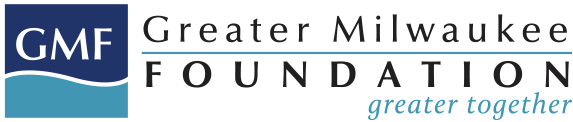 GMF
Greater Milwaukee
FOUNDATION
greater together